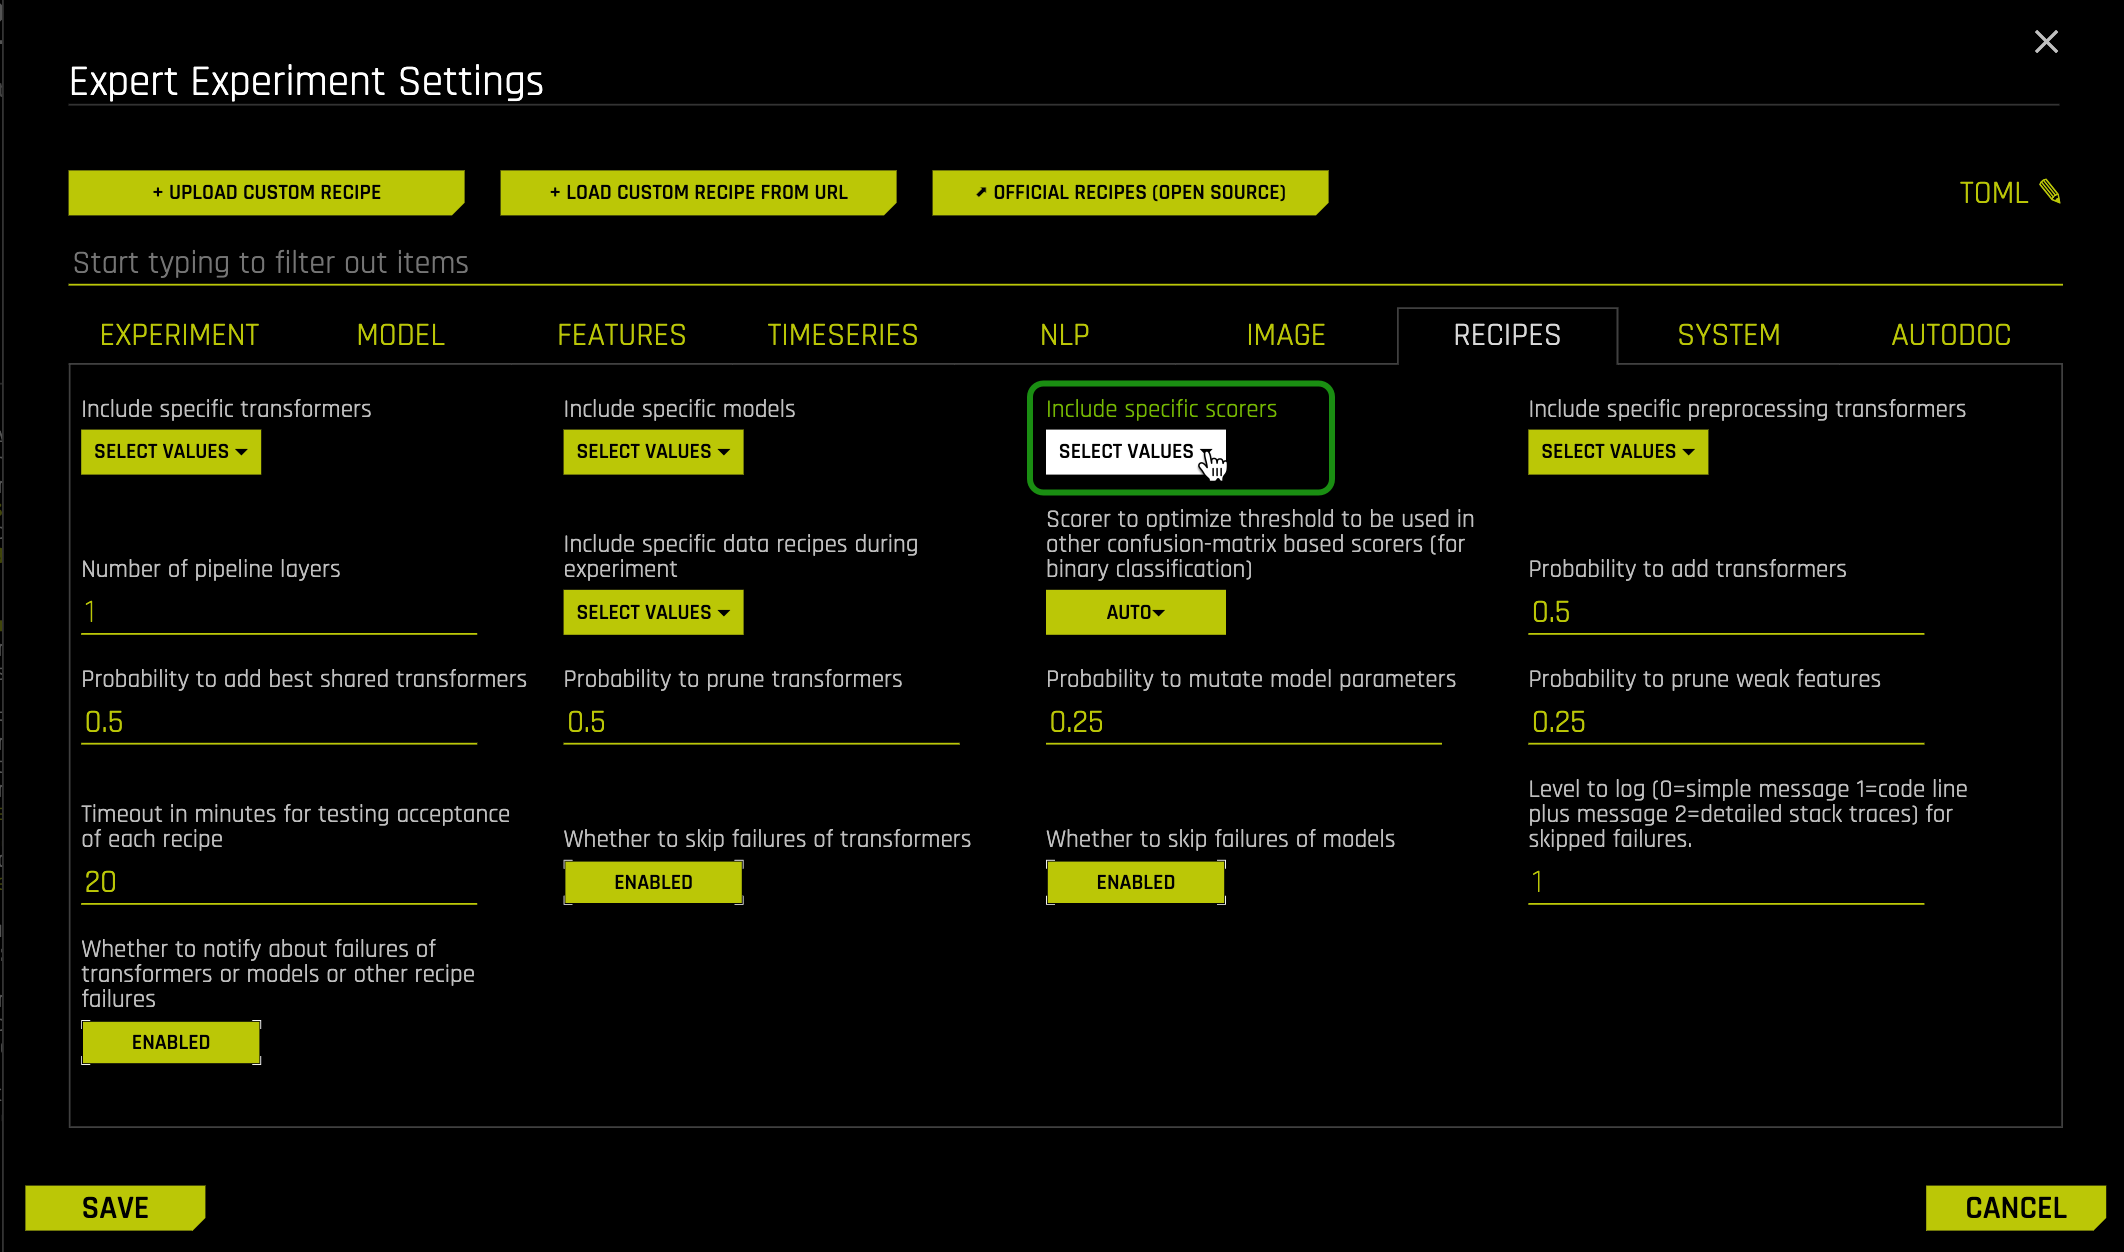 Expert Experiment Settings
+ UPLOAD CUSTOM RECIPE
+ LOAD CUSTOM RECIPE FROM URL
OFFICIAL RECIPES (OPEN SOURCE)
TOML
Start typing to filter out items
EXPERIMENT
MODEL
FEATURES
TIMESERIES
NLP
IMAGE
RECIPES
SYSTEM
AUTODOC
Include specific transformers
SELECT VALUES
Include specific models
SELECT VALUES
Include specific scorers
SELECT VALUES
Include specific preprocessing transformers
SELECT VALUES
Number of pipeline layers
1
Include specific data recipes during
experiment
SELECT VALUES
Scorer to optimize threshold to be used in
other confusion-matrix based scorers (for
binary classification)
AUTO
Probability to add transformers
0.5
Probability to add best shared transformers
0.5
Probability to prune transformers
0.5
Probability to mutate model parameters
0.25
Probability to prune weak features
0.25
Timeout in minutes for testing acceptance
of each recipe
20
Whether to skip failures of transformers
ENABLED
Whether to skip failures of models
ENABLED
Level to log (0=simple message 1=code line
plus message 2=detailed stack traces) for
skipped failures.
1
Whether to notify about failures of
transformers or models or other recipe
failures
ENABLED
SAVE
CANCEL